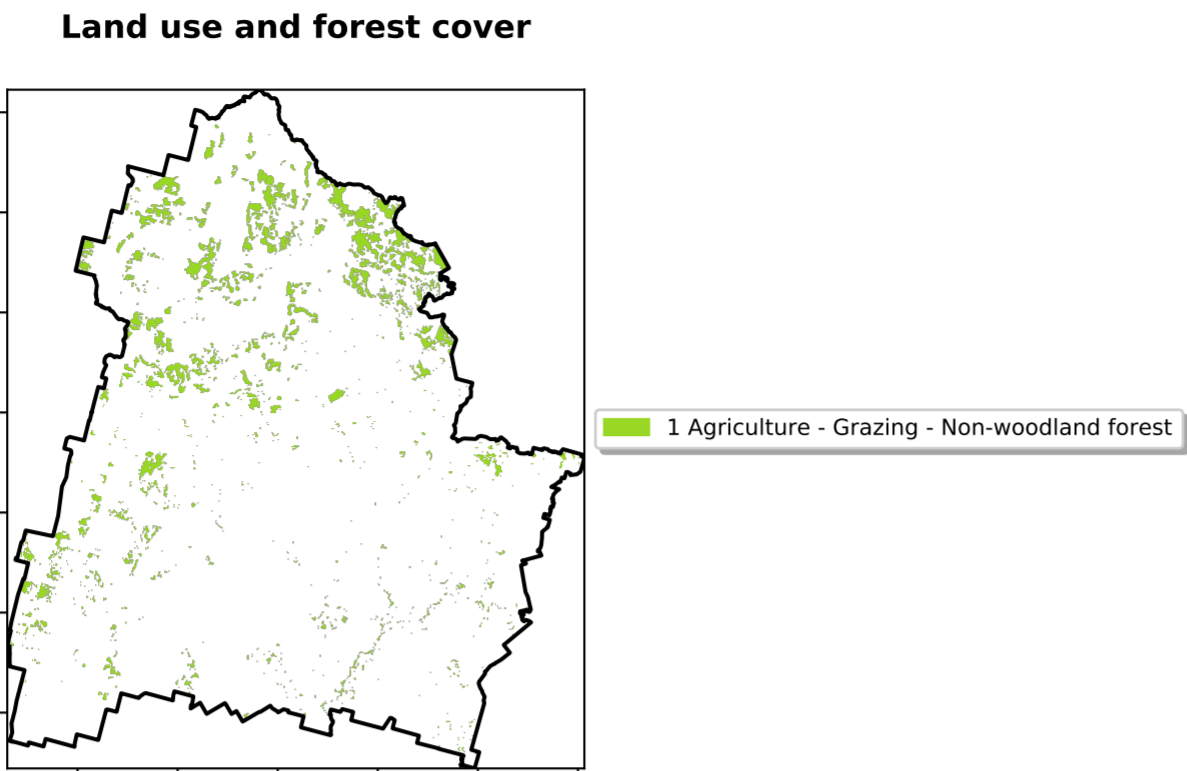 Land use and forest cover
1 Agriculture - Grazing - Non-woodland forest